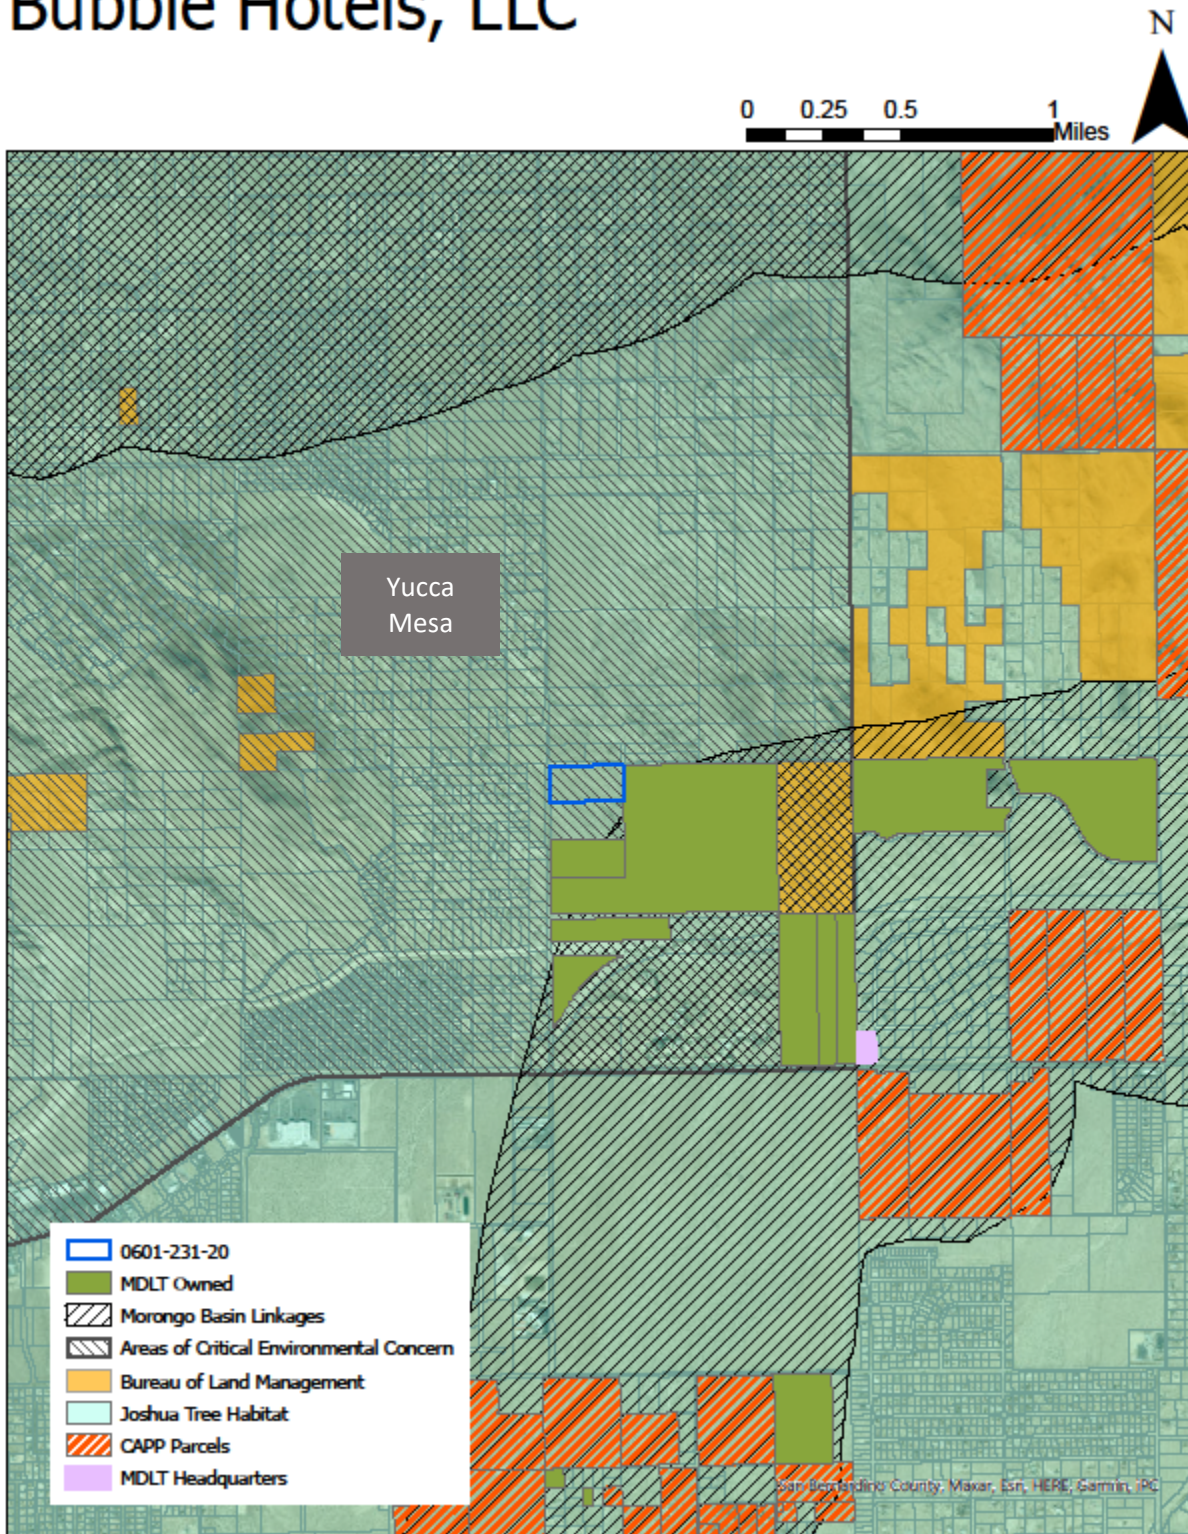 Bubble Hotels, LLC
N
0 0.25 0.5 1
Miles
Yucca
Mesa
0601-231-20
MDLT Owned
Morongo Basin Linkages
Areas of Critical Environmental Concern
Bureau of Land Management
Joshua Tree Habitat
CAPP Parcels
MDLT Headquarters
San Bernardino County, Maxar, Esri, HERE, Garmin, iPC